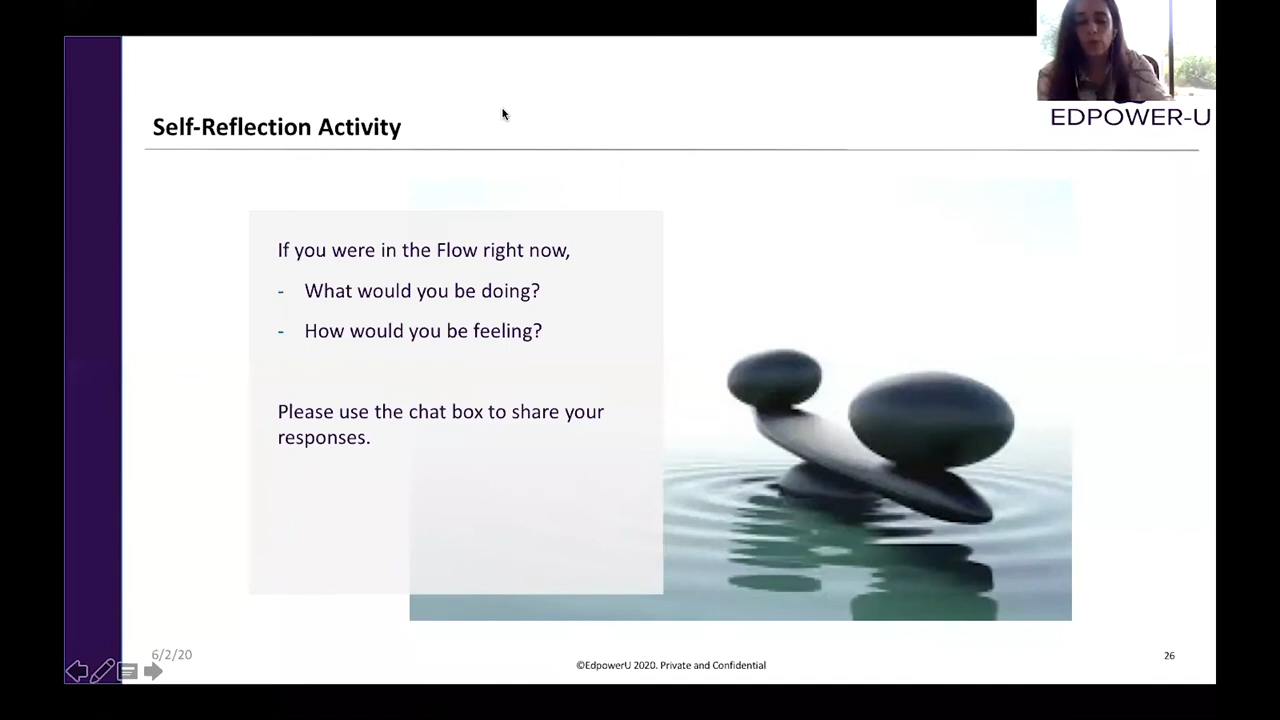 EDPOWER-U
Self-Reflection Activity
If you were in the Flow right now,
- What would you be doing?
- How would you be feeling?
Please use the chat box to share your
responses.
6/2/20
©EdpowerU 2020. Private and Confidential
26